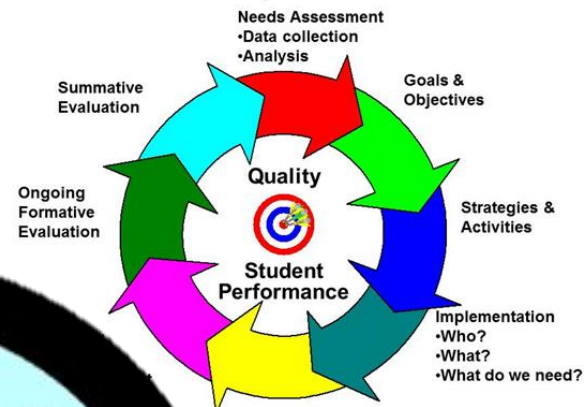 Needs Assessment
•Data collection
•Analysis
Goals &
Objectives
Summative
Evaluation
Quality
Ongoing
Formative
Evaluation
Strategies &
Activities
Student
Performance
Implementation
•Who?
•What?
•What do we need?